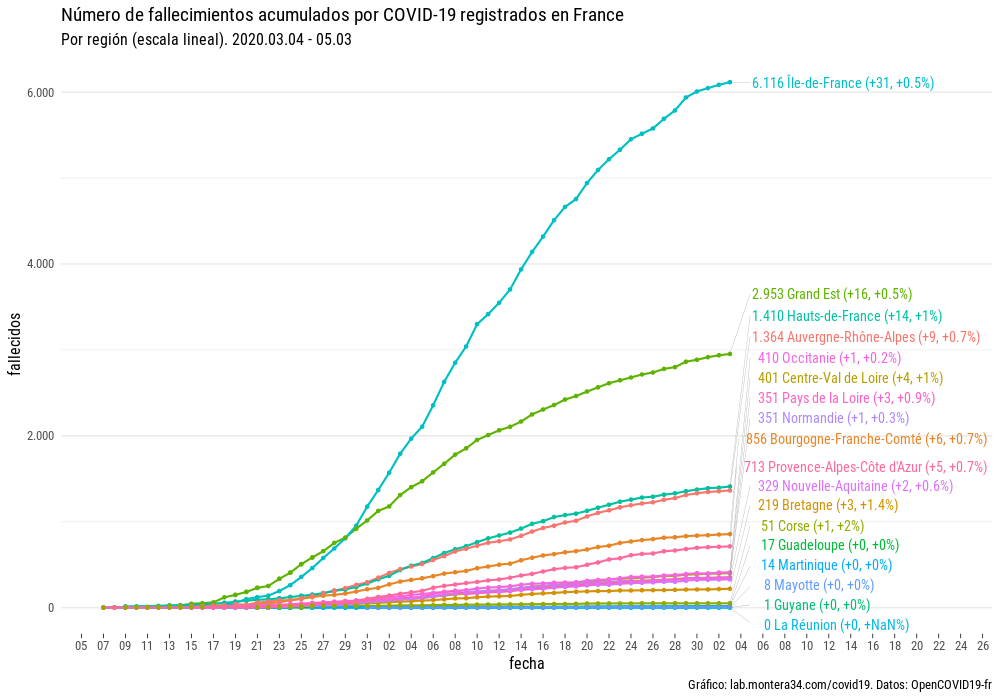 Número de fallecimientos acumulados por COVID-19 registrados en France
Por región (escala lineal). 2020.03.04 - 05.03
fallecidos
6.000
4.000
2.000
0
6.116 Île-de-France (+31, +0.5%)
2.953 Grand Est (+16, +0.5%)
1.410 Hauts-de-France (+14, +1%)
1.364 Auvergne-Rhône-Alpes (+9, +0.7%)
410 Occitanie (+1, +0.2%)
401 Centre-Val de Loire (+4, +1%)
351 Pays de la Loire (+3, +0.9%)
351 Normandie (+1, +0.3%)
856 Bourgogne-Franche-Comté (+6, +0.7%)
713 Provence-Alpes-Côte d'Azur (+5, +0.7%)
329 Nouvelle-Aquitaine (+2, +0.6%)
219 Bretagne (+3, +1.4%)
51 Corse (+1, +2%)
17 Guadeloupe (+0, +0%)
14 Martinique (+0, +0%)
8 Mayotte (+0, +0%)
1 Guyane (+0, +0%)
0 La Réunion (+0, +NaN%)
05 07 09 11 13 15 17 19 21 23 25 27 29 31 02 04 06 08 10 12 14 16 18 20 22 24 26 28 30 02 04 06 08 10 12 14 16 18 20 22 24 26
fecha
Gráfico: lab.montera34.com/covid19. Datos: OpenCOVID19-fr